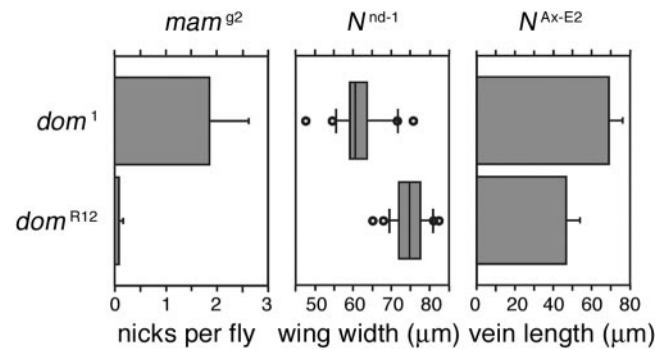 mam^g2 N^nd-1 N^Ax-E2
dom^1
dom^R12
0 1 2 3 50 60 70 80 0 20 40 60 80
nicks per fly wing width (μm) vein length (μm)